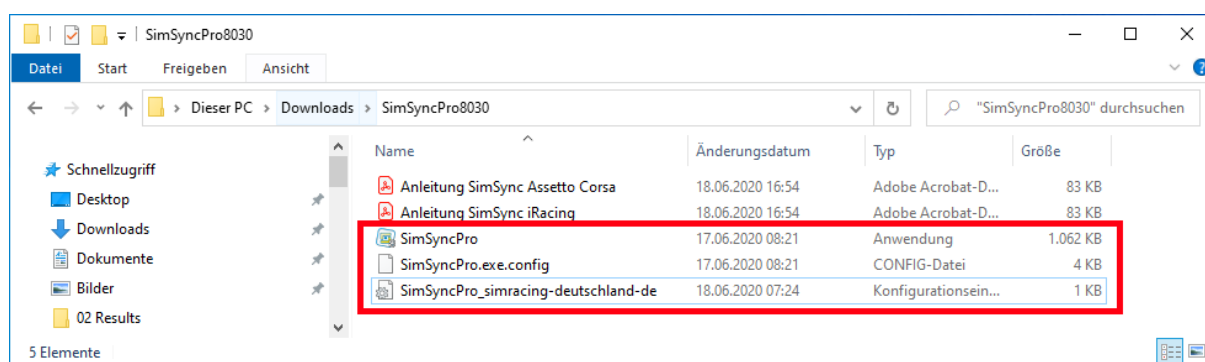 SimSyncPro8030
Datei Start Freigeben Ansicht
Dieser PC > Downloads > SimSyncPro8030 "SimSyncPro8030" durchsuchen
Name Änderungsdatum Typ Größe
Schnellzugriff
Desktop
Downloads
Dokumente
Bilder
02 Results
Anleitung SimSync Assetto Corsa 18.06.2020 16:54 Adobe Acrobat-D... 83 KB
Anleitung SimSync iRacing 18.06.2020 16:54 Adobe Acrobat-D... 83 KB
SimSyncPro 17.06.2020 08:21 Anwendung 1.062 KB
SimSyncPro.exe.config 17.06.2020 08:21 CONFIG-Datei 4 KB
SimSyncPro_simracing-deutschland-de 18.06.2020 07:24 Konfigurationsein... 1 KB
5 Elemente